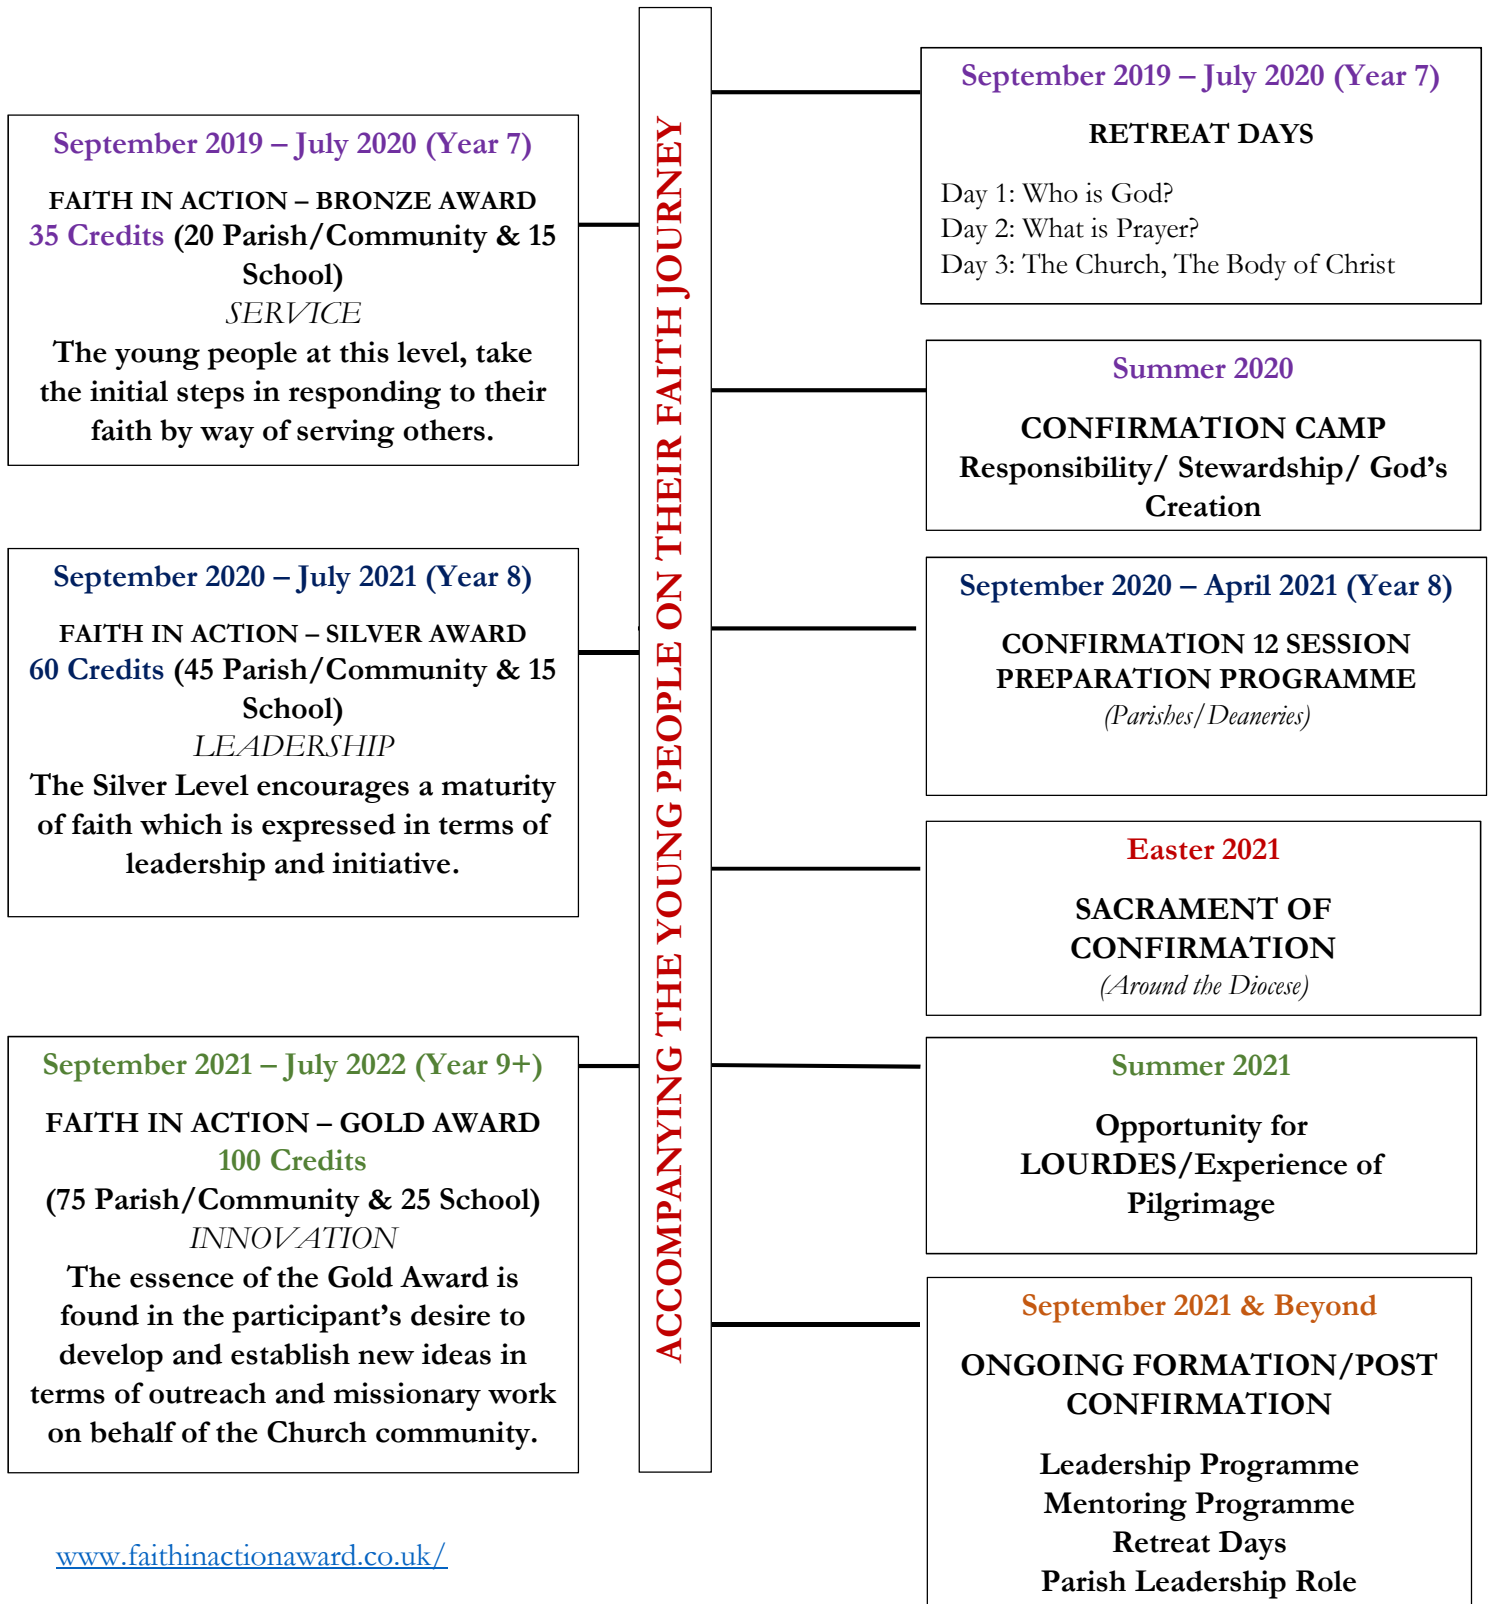 September 2019 – July 2020 (Year 7)
FAITH IN ACTION – BRONZE AWARD
35 Credits (20 Parish/Community & 15
School)
SERVICE
The young people at this level, take
the initial steps in responding to their
faith by way of serving others.
September 2020 – July 2021 (Year 8)
FAITH IN ACTION – SILVER AWARD
60 Credits (45 Parish/Community & 15
School)
LEADERSHIP
The Silver Level encourages a maturity
of faith which is expressed in terms of
leadership and initiative.
September 2021 – July 2022 (Year 9+)
FAITH IN ACTION – GOLD AWARD
100 Credits
(75 Parish/Community & 25 School)
INNOVATION
The essence of the Gold Award is
found in the participant’s desire to
develop and establish new ideas in
terms of outreach and missionary work
on behalf of the Church community.
www.faithinactionaward.co.uk/
ACCOMPANYING THE YOUNG PEOPLE ON THEIR FAITH JOURNEY
September 2019 – July 2020 (Year 7)
RETREAT DAYS
Day 1: Who is God?
Day 2: What is Prayer?
Day 3: The Church, The Body of Christ
Summer 2020
CONFIRMATION CAMP
Responsibility/ Stewardship/ God’s
Creation
September 2020 – April 2021 (Year 8)
CONFIRMATION 12 SESSION
PREPARATION PROGRAMME
(Parishes/Deaneries)
Easter 2021
SACRAMENT OF
CONFIRMATION
(Around the Diocese)
Summer 2021
Opportunity for
LOURDES/Experience of
Pilgrimage
September 2021 & Beyond
ONGOING FORMATION/POST
CONFIRMATION
Leadership Programme
Mentoring Programme
Retreat Days
Parish Leadership Role